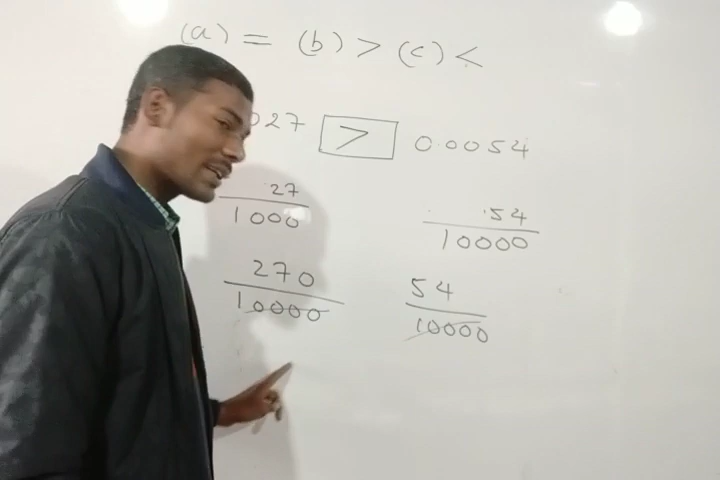 (a) = (b) > (c) <
027 > 0.0054
27 54
1000 10000
270 54
10000 10000